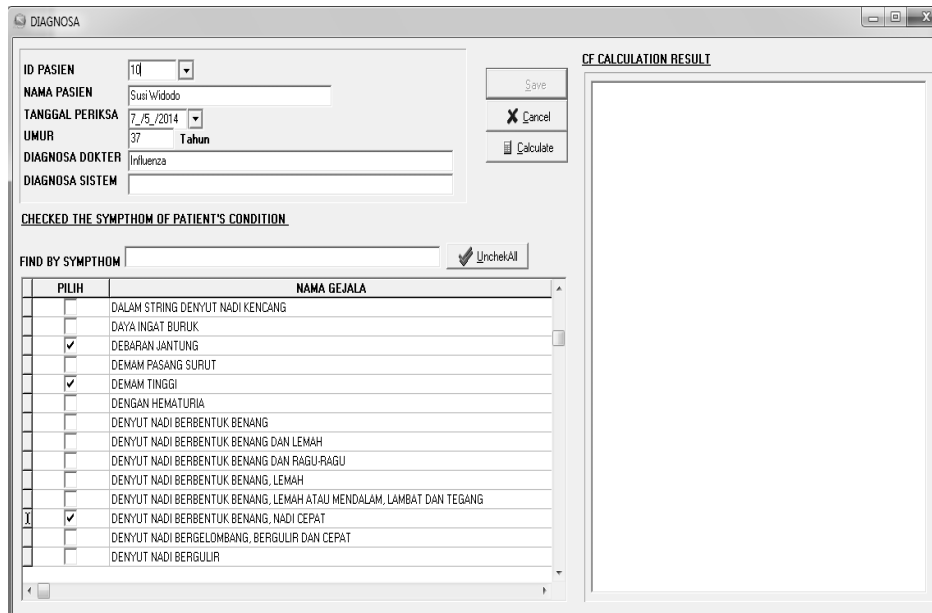 DIAGNOSA
ID PASIEN 10
NAMA PASIEN Susi Widodo
TANGGAL PERIKSA 7_/5_/2014
UMUR 37 Tahun
DIAGNOSA DOKTER Influenza
DIAGNOSA SISTEM
Save
Cancel
Calculate
CF CALCULATION RESULT
CHECKED THE SYMPTHOM OF PATIENT'S CONDITION
FIND BY SYMPTHOM
UnchekAll
PILIH NAMA GEJALA
DALAM STRING DENYUT NADI KENCANG
DAYA INGAT BURUK
DEBARAN JANTUNG
DEMAM PASANG SURUT
DEMAM TINGGI
DENGAN HEMATURIA
DENYUT NADI BERBENTUK BENANG
DENYUT NADI BERBENTUK BENANG DAN LEMAH
DENYUT NADI BERBENTUK BENANG DAN RAGU-RAGU
DENYUT NADI BERBENTUK BENANG, LEMAH
DENYUT NADI BERBENTUK BENANG, LEMAH ATAU MENDALAM, LAMBAT DAN TEGANG
DENYUT NADI BERBENTUK BENANG, NADI CEPAT
DENYUT NADI BERGELOMBANG, BERGULIR DAN CEPAT
DENYUT NADI BERGULIR